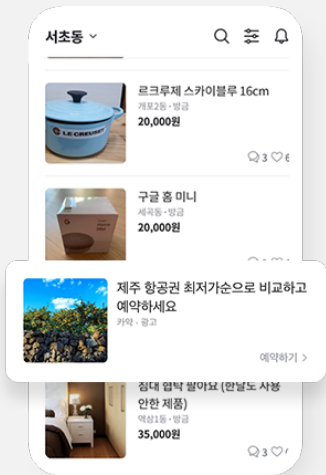 서초동
르크루제 스카이블루 16cm
개포2동 · 방금
20,000원
LE CREUSET
3 6
구글 홈 미니
세곡동 · 방금
20,000원
제주 항공권 최저가순으로 비교하고
예약하세요
카약 · 광고
예약하기 >
침대 협탁 팔아요 (한달도 사용
안한 제품)
역삼1동 · 방금
35,000원
3